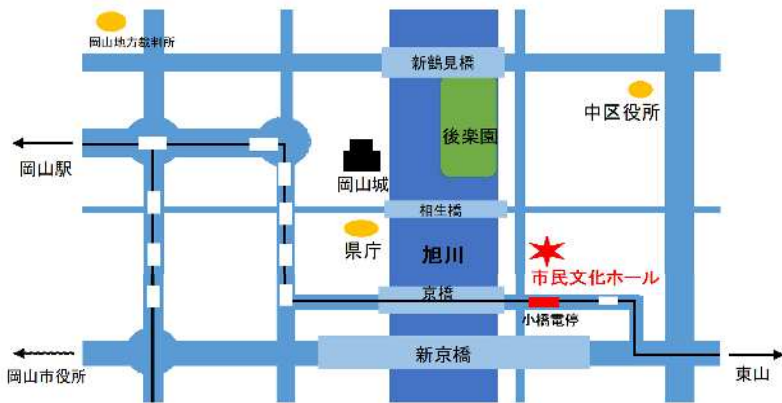 岡山地方裁判所
新鶴見橋
中区役所
後楽園
岡山駅
岡山城
相生橋
県庁
旭川
市民文化ホール
京橋
小橋電停
新京橋
岡山市役所
東山